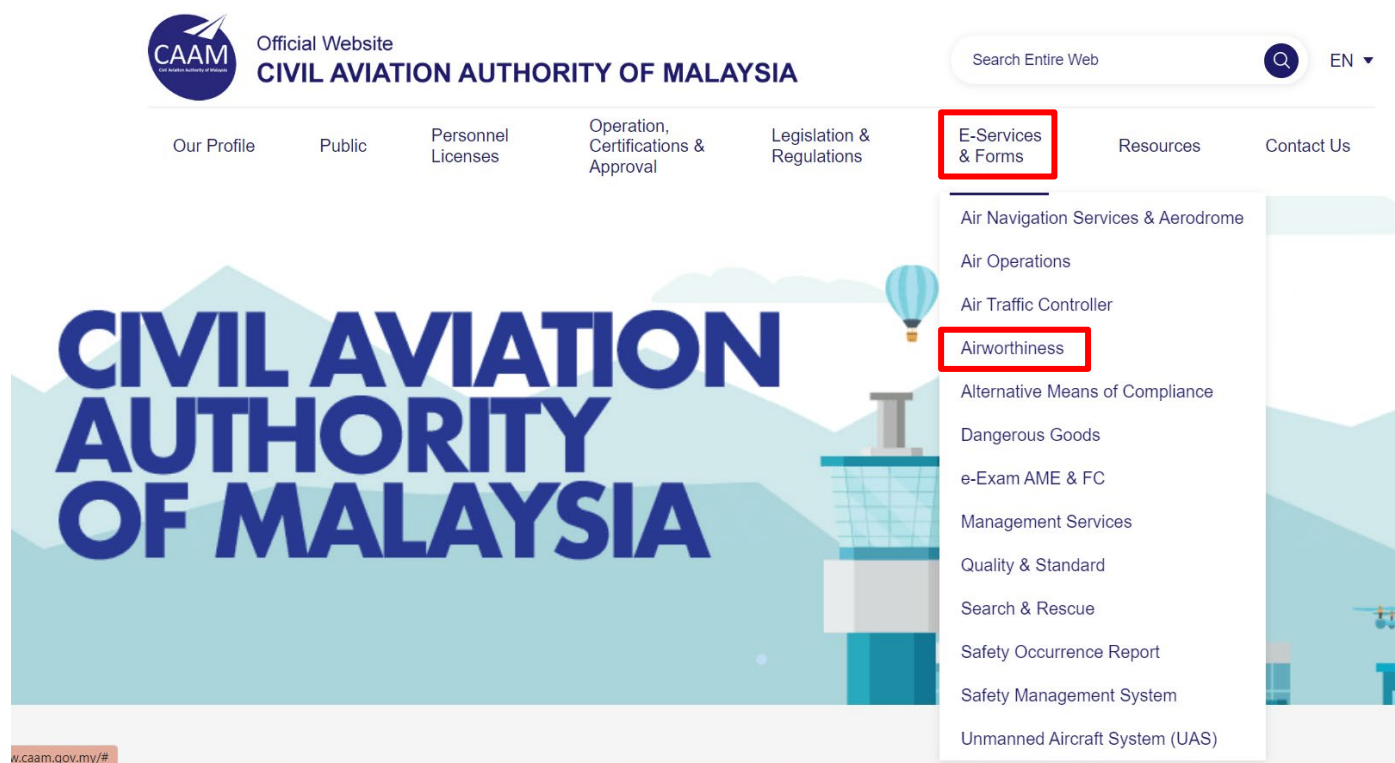 CAAM
Civil Aviation Authority of Malaysia
Official Website
CIVIL AVIATION AUTHORITY OF MALAYSIA
Search Entire Web
EN
Our Profile
Public
Personnel
Licenses
Operation,
Certifications &
Approval
Legislation &
Regulations
E-Services
& Forms
Resources
Contact Us
Air Navigation Services & Aerodrome
Air Operations
Air Traffic Controller
Airworthiness
Alternative Means of Compliance
Dangerous Goods
e-Exam AME & FC
Management Services
Quality & Standard
Search & Rescue
Safety Occurrence Report
Safety Management System
Unmanned Aircraft System (UAS)
CIVIL AVIATION
AUTHORITY
OF MALAYSIA
w.caam.gov.my/#